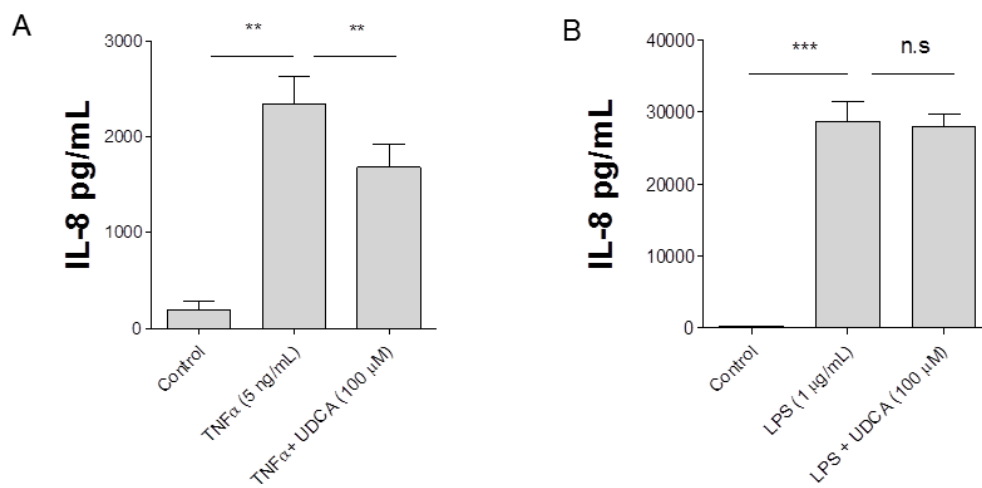 A
IL-8 pg/mL
3000
2000
1000
0
**
**
Control
TNFα (5 ng/mL)
TNFα+ UDCA (100 µM)
B
IL-8 pg/mL
40000
30000
20000
10000
0
***
n.s
Control
LPS (1 µg/mL)
LPS + UDCA (100 µM)